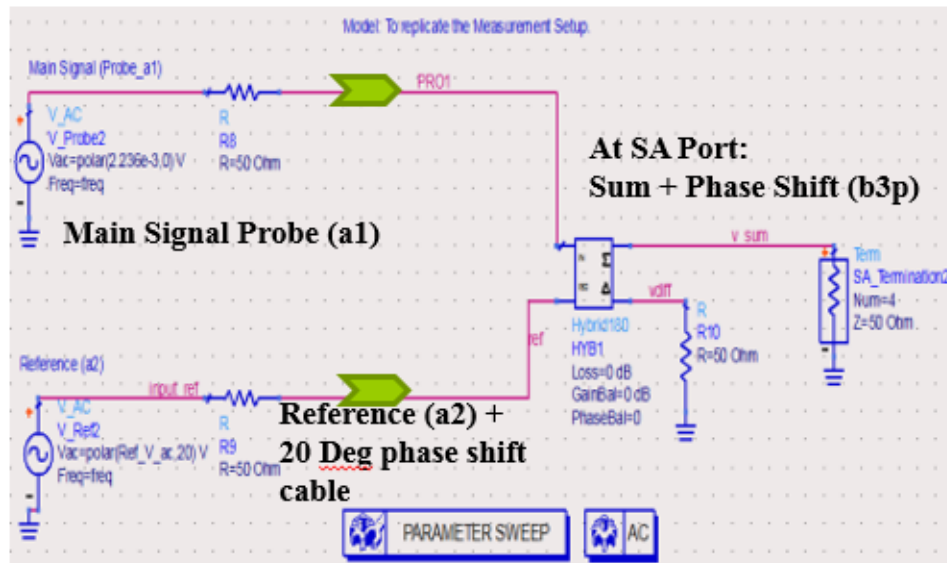 Model: To replicate the Measurement Setup.
Main Signal (Probe_a1)
PRO1
V_AC
V_Probe2
Vac=polar(2.236e-3,0) V
Freq=freq
R
R8
R=50 Ohm
At SA Port:
Sum + Phase Shift (b3p)
Main Signal Probe (a1)
v_sum
Term
SA_Termination2
Num=4
Z=50 Ohm
Σ
Δ
vdiff
R
R10
R=50 Ohm
ref
Hybrid180
HYB1
Loss=0 dB
GainBal=0 dB
PhaseBal=0
Reference (a2)
input_ref
V_AC
V_Ref2
Vac=polar(Ref_V_ac,20) V
Freq=freq
R
R9
R=50 Ohm
Reference (a2) +
20 Deg phase shift
cable
PARAMETER SWEEP
AC